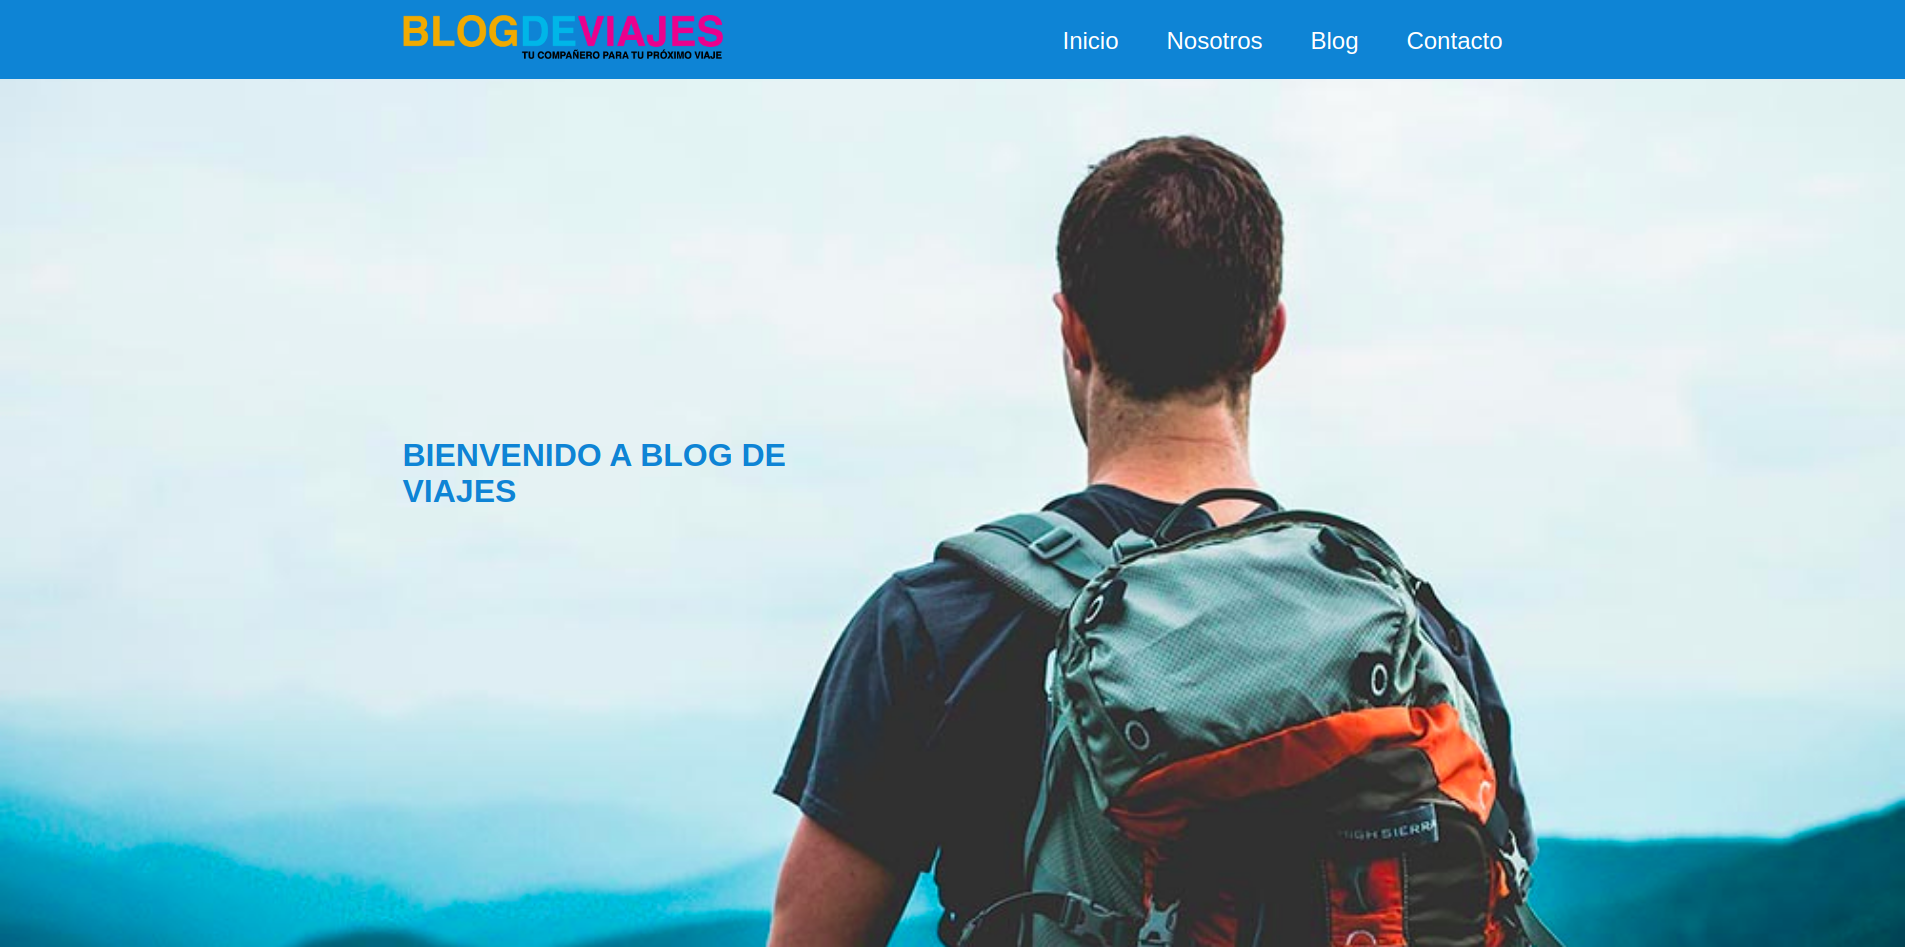 BLOGDEVIAJES
TU COMPAÑERO PARA TU PRÓXIMO VIAJE
Inicio Nosotros Blog Contacto
BIENVENIDO A BLOG DE
VIAJES
HIGH SIERRA